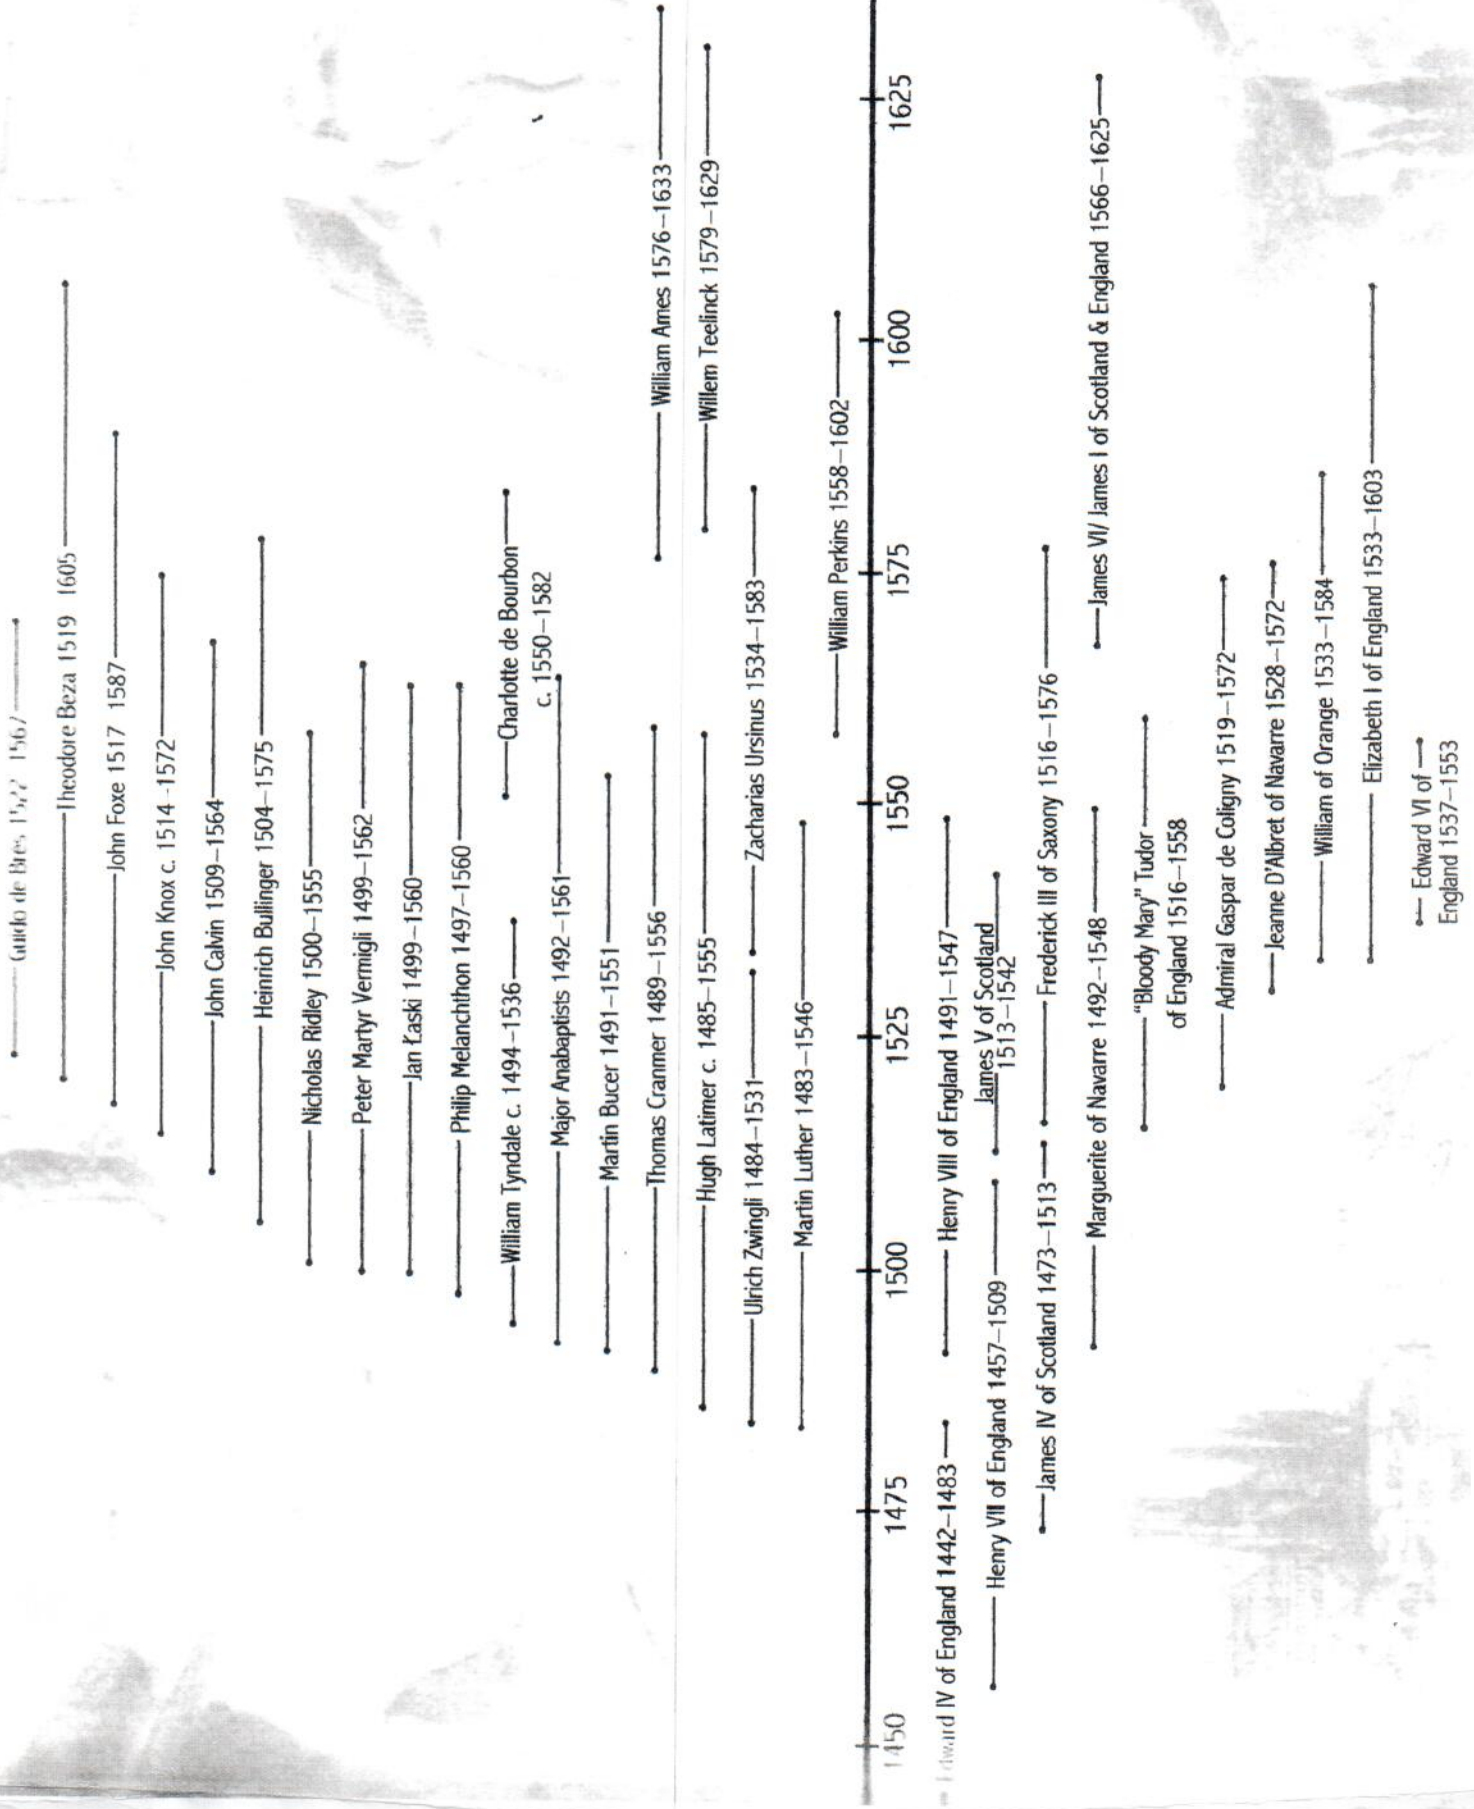 Guido de Bres 1522 1567
Theodore Beza 1519 1605
John Foxe 1517 1587
John Knox c. 1514-1572
John Calvin 1509–1564
Heinrich Bullinger 1504–1575
Nicholas Ridley 1500–1555
Peter Martyr Vermigli 1499–1562
Jan Łaski 1499–1560
Philip Melanchthon 1497–1560
William Tyndale c. 1494–1536
Charlotte de Bourbon
c. 1550–1582
Major Anabaptists 1492–1561
Martin Bucer 1491–1551
Thomas Cranmer 1489–1556
William Ames 1576–1633
Hugh Latimer c. 1485–1555
Willem Teelinck 1579–1629
Ulrich Zwingli 1484–1531
Zacharias Ursinus 1534–1583
Martin Luther 1483–1546
William Perkins 1558–1602
1450 1475 1500 1525 1550 1575 1600 1625
Edward IV of England 1442–1483
Henry VIII of England 1491–1547
Henry VII of England 1457–1509
James V of Scotland
1513–1542
James IV of Scotland 1473–1513
Frederick III of Saxony 1516–1576
Marguerite of Navarre 1492–1548
James VI/ James I of Scotland & England 1566–1625
"Bloody Mary" Tudor
of England 1516–1558
Admiral Gaspar de Coligny 1519–1572
Jeanne D'Albret of Navarre 1528–1572
William of Orange 1533–1584
Elizabeth I of England 1533–1603
Edward VI of
England 1537–1553